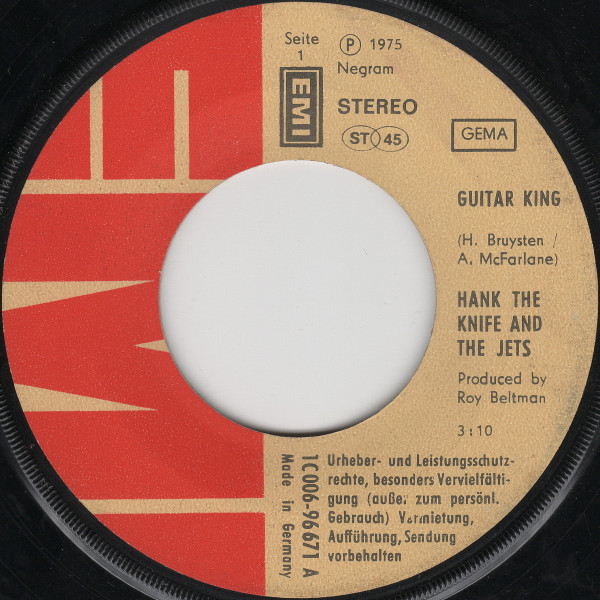 Seite
1
Ⓟ 1975
Negram
EMI
STEREO
ST 45
GEMA
GUITAR KING
(H. Bruysten /
A. McFarlane)
HANK THE
KNIFE AND
THE JETS
Produced by
Roy Beltman
3:10
1C 006-96671 A
Made in Germany
Urheber- und Leistungsschutz-
rechte, besonders Vervielfälti-
gung (außer zum persönl.
Gebrauch) Vermietung,
Aufführung, Sendung
vorbehalten
EMI